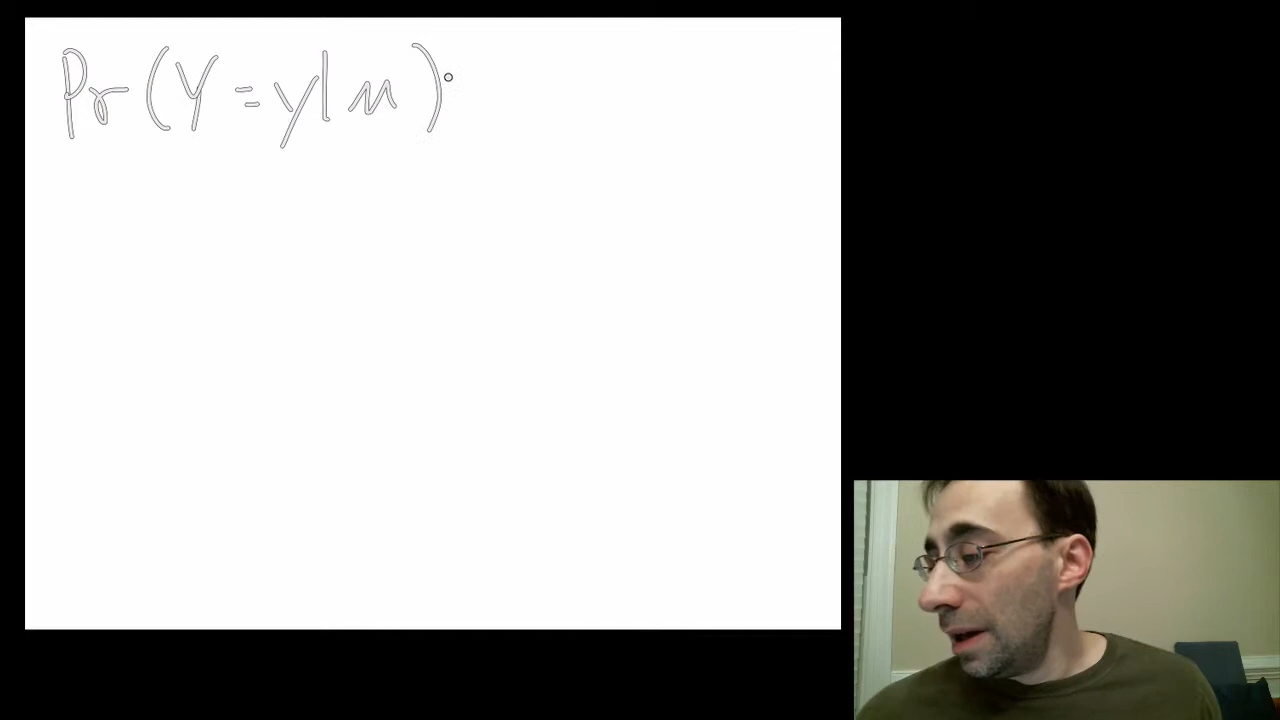 Pr(Y = y | μ)